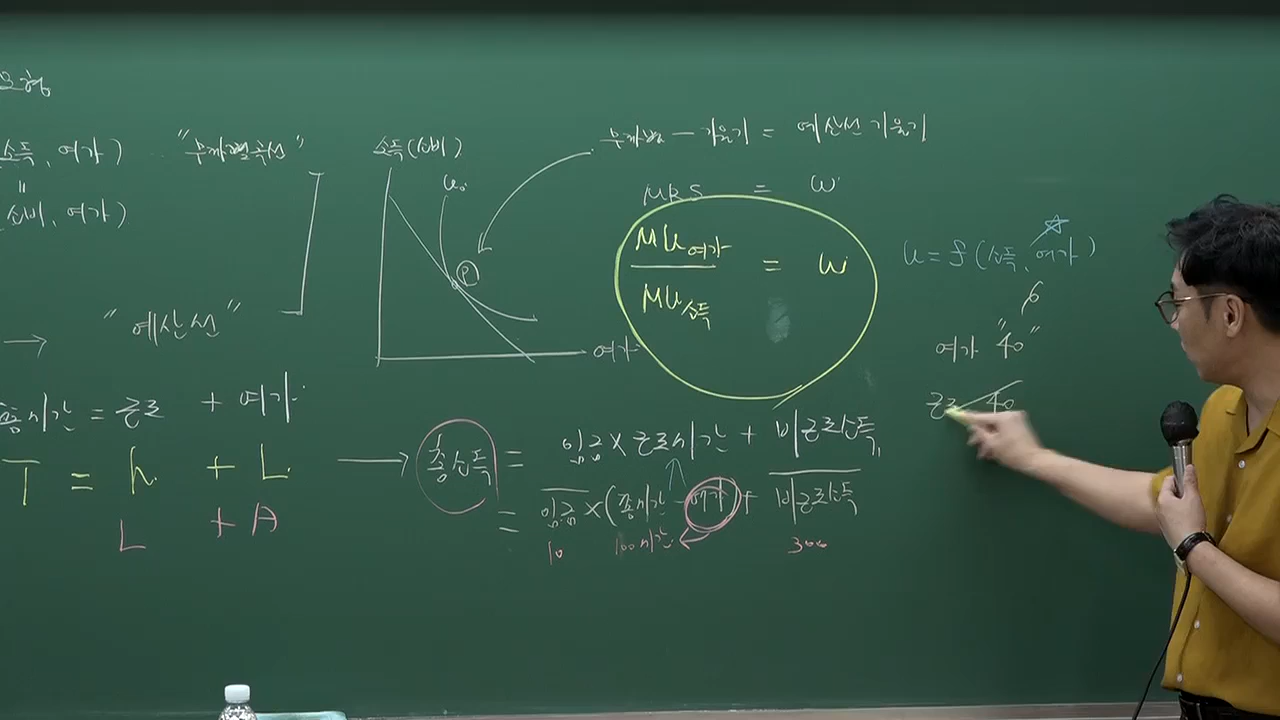 모형
소득, 여가) "무차별곡선"
"
소비, 여가)
→ "예산선"
총시간 = 근로 + 여가
T = h + L
L + A
소득(소비)
u₀
P
여가
무차별 - 기울기 = 예산선 기울기
MRS = w
MU여가
MU소득
= w
u = f(소득, 여가)
6
여가 "40"
근로 40
총소득 = 임금 × 근로시간 + 비근로소득
= 임금 × (총시간 - 여가) + 비근로소득
10 100시간 300